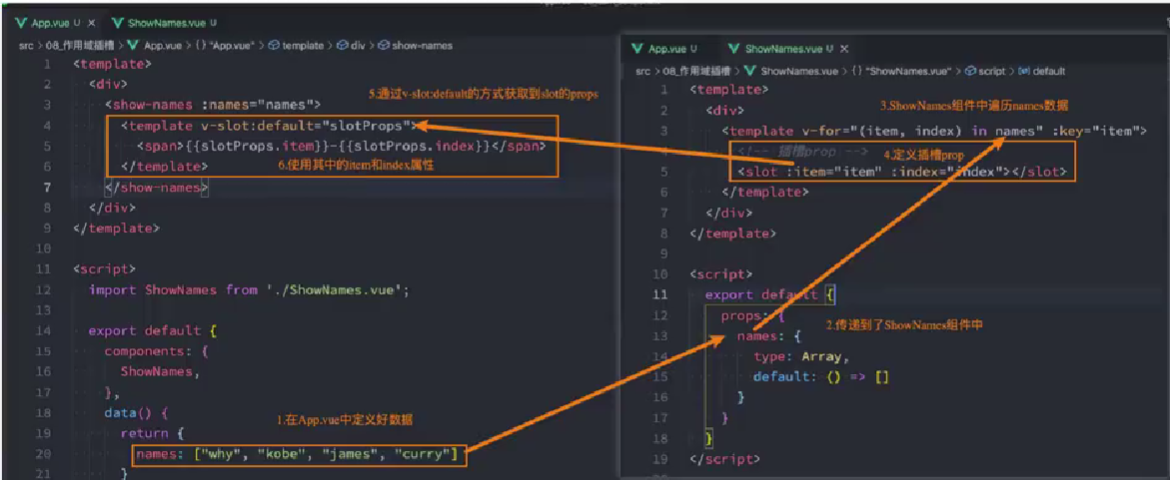 App.vue U ×
ShowNames.vue U
src > 08_作用域插槽 > App.vue > {} "App.vue" > template > div > show-names
1 <template>
2 <div>
3 <show-names :names="names">
5.通过v-slot:default的方式获取到slot的props
4 <template v-slot:default="slotProps">
5 <span>{{slotProps.item}}-{{slotProps.index}}</span>
6 </template>
6.使用其中的item和index属性
7 </show-names>
8 </div>
9 </template>
10
11 <script>
12 import ShowNames from './ShowNames.vue';
13
14 export default {
15 components: {
16 ShowNames,
17 },
18 data() {
1.在App.vue中定义好数据
19 return {
20 names: ["why", "kobe", "james", "curry"]
21 }
App.vue U
ShowNames.vue U ×
src > 08_作用域插槽 > ShowNames.vue > {} "ShowNames.vue" > script > default
1 <template>
2 <div>
3.ShowNames组件中遍历names数据
3 <template v-for="(item, index) in names" :key="item">
4 <!-- 插槽prop -->
4.定义插槽prop
5 <slot :item="item" :index="index"></slot>
6 </template>
7 </div>
8 </template>
9
10 <script>
11 export default {
12 props: {
2.传递到了ShowNames组件中
13 names: {
14 type: Array,
15 default: () => []
16 }
17 }
18 }
19 </script>